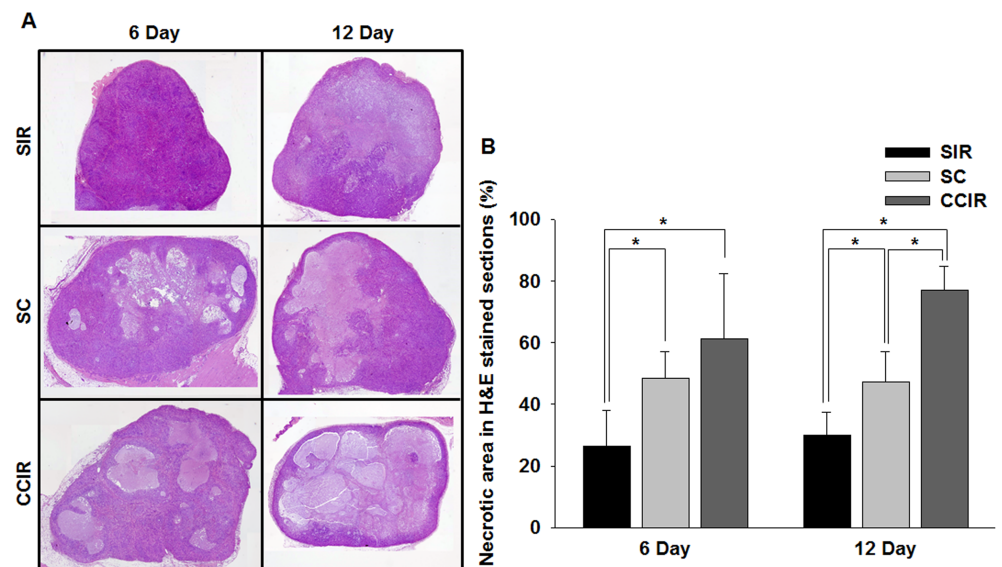 A
6 Day 12 Day
SIR
SC
CCIR
B
SIR
SC
CCIR
Necrotic area in H&E stained sections (%)
100
80
60
40
20
0
* * * * *
6 Day 12 Day